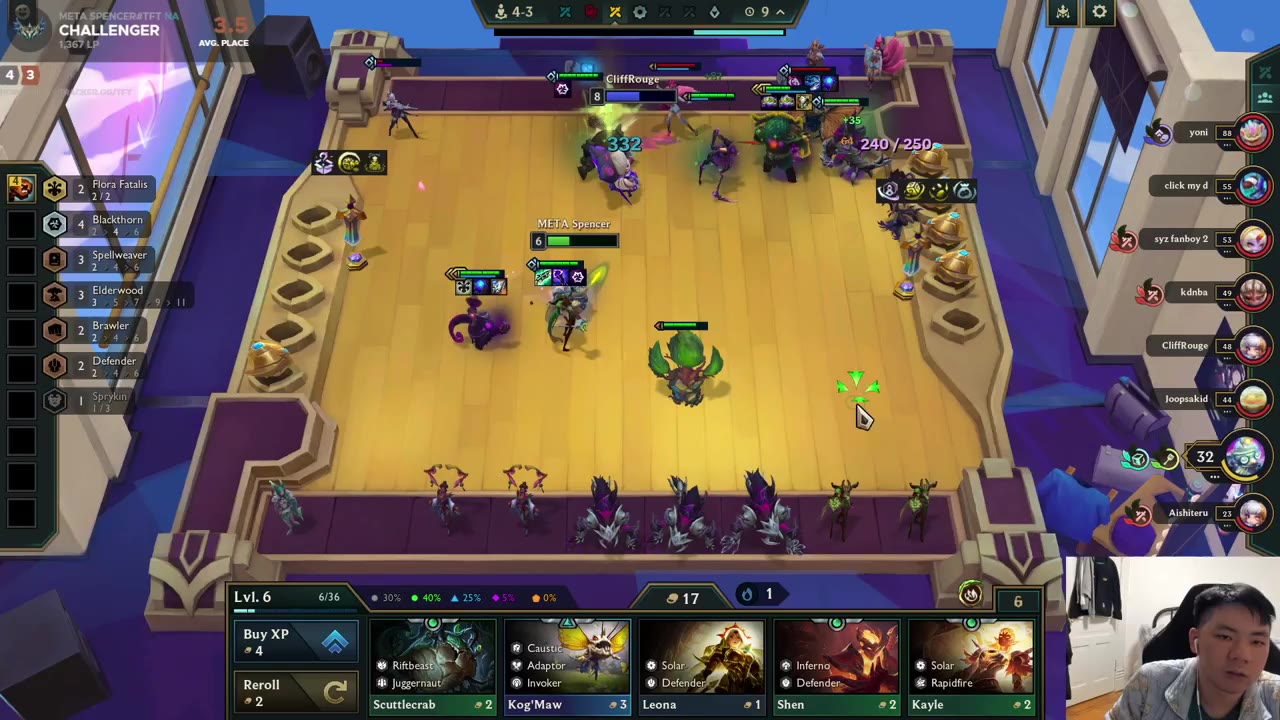 META SPENCER#TFT NA
CHALLENGER
1,367 LP
3.5
AVG. PLACE
4 3
4-3
9
CliffRouge
8
332
+35
64
240 / 250
META Spencer
6
2 Flora Fatalis
2 / 2
4 Blackthorn
2 > 4 > 6
3 Spellweaver
2 > 4 > 6
3 Elderwood
3 > 5 > 7 > 9 > 11
2 Brawler
2 > 4 > 6
2 Defender
2 > 4 > 6
1 Sprykin
1 / 3
yoni 88
click my d 55
syz fanboy 2 53
kdnba 49
CliffRouge 48
Joopsakid 44
32
Aishiteru 23
Lvl. 6 6/36
30% 40% 25% 5% 0%
17
1
6
Buy XP
4
Reroll
2
Riftbeast
Juggernaut
Scuttlecrab 2
Caustic
Adaptor
Invoker
Kog'Maw 3
Solar
Defender
Leona 1
Inferno
Defender
Shen 2
Solar
Rapidfire
Kayle 2